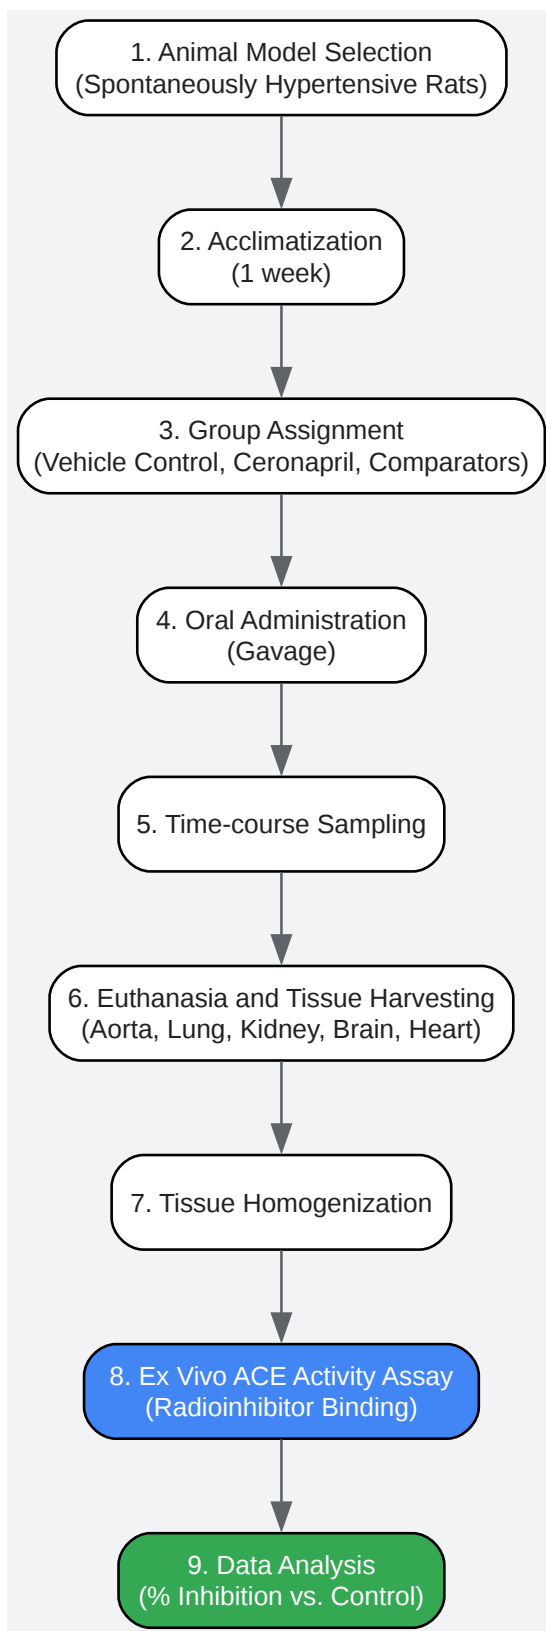 1. Animal Model Selection
(Spontaneously Hypertensive Rats)
2. Acclimatization
(1 week)
3. Group Assignment
(Vehicle Control, Ceronapril, Comparators)
4. Oral Administration
(Gavage)
5. Time-course Sampling
6. Euthanasia and Tissue Harvesting
(Aorta, Lung, Kidney, Brain, Heart)
7. Tissue Homogenization
8. Ex Vivo ACE Activity Assay
(Radioinhibitor Binding)
9. Data Analysis
(% Inhibition vs. Control)